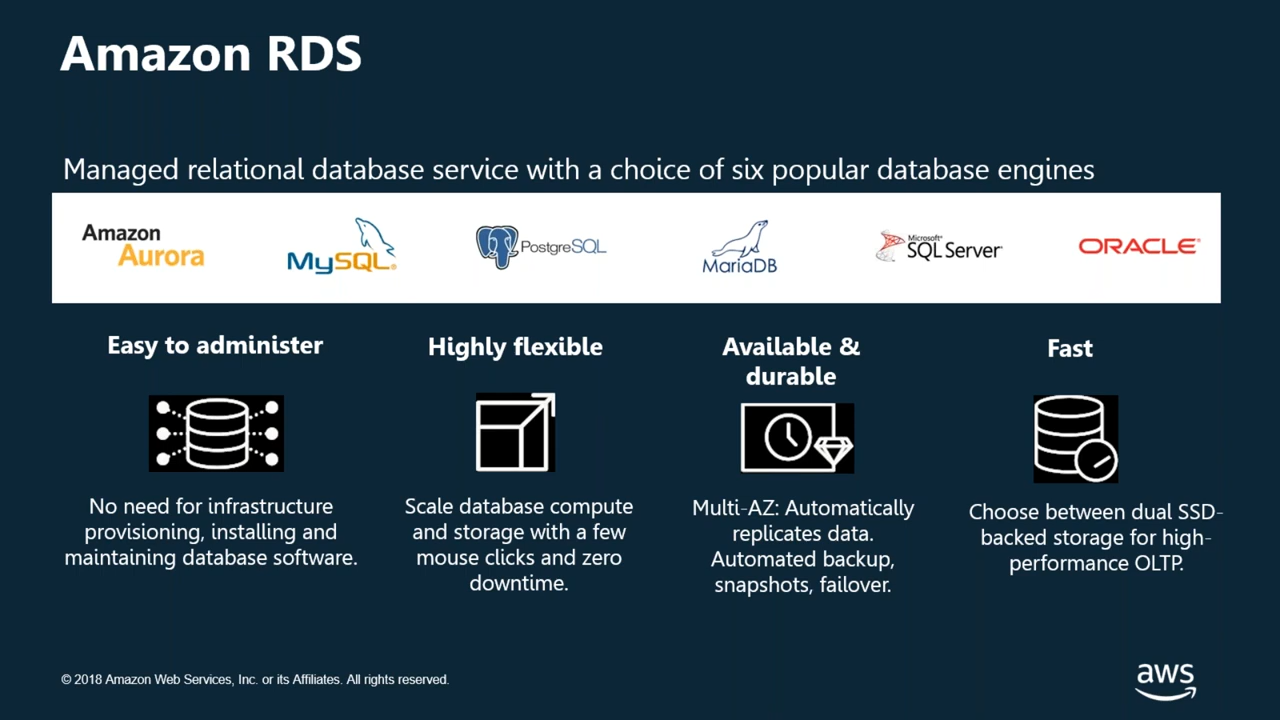 Amazon RDS
Managed relational database service with a choice of six popular database engines
Amazon
Aurora
MySQL®
PostgreSQL
MariaDB
Microsoft®
SQL Server®
ORACLE®
Easy to administer
No need for infrastructure
provisioning, installing and
maintaining database software.
Highly flexible
Scale database compute
and storage with a few
mouse clicks and zero
downtime.
Available &
durable
Multi-AZ: Automatically
replicates data.
Automated backup,
snapshots, failover.
Fast
Choose between dual SSD-
backed storage for high-
performance OLTP.
© 2018 Amazon Web Services, Inc. or its Affiliates. All rights reserved.
aws